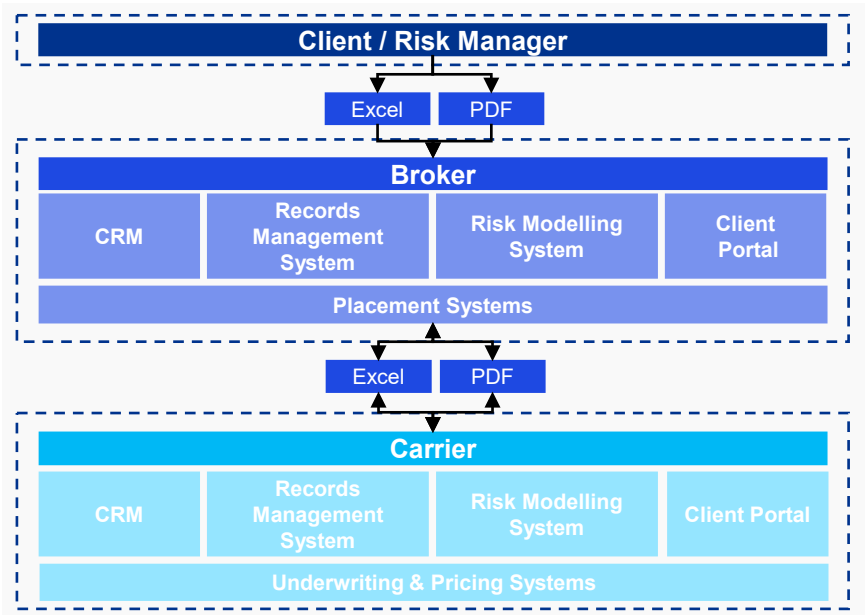 Client / Risk Manager
Excel
PDF
Broker
CRM
Records
Management
System
Risk Modelling
System
Client
Portal
Placement Systems
Excel
PDF
Carrier
CRM
Records
Management
System
Risk Modelling
System
Client Portal
Underwriting & Pricing Systems